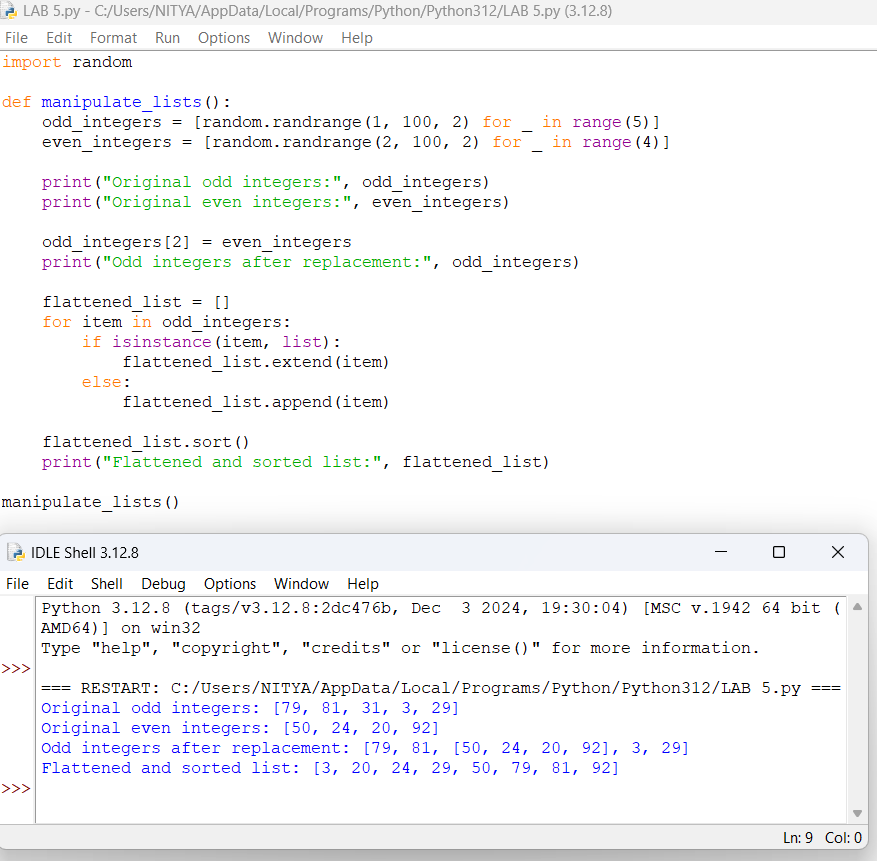 LAB 5.py - C:/Users/NITYA/AppData/Local/Programs/Python/Python312/LAB 5.py (3.12.8)
File Edit Format Run Options Window Help
import random

def manipulate_lists():
    odd_integers = [random.randrange(1, 100, 2) for _ in range(5)]
    even_integers = [random.randrange(2, 100, 2) for _ in range(4)]

    print("Original odd integers:", odd_integers)
    print("Original even integers:", even_integers)

    odd_integers[2] = even_integers
    print("Odd integers after replacement:", odd_integers)

    flattened_list = []
    for item in odd_integers:
        if isinstance(item, list):
            flattened_list.extend(item)
        else:
            flattened_list.append(item)

    flattened_list.sort()
    print("Flattened and sorted list:", flattened_list)

manipulate_lists()
IDLE Shell 3.12.8
File Edit Shell Debug Options Window Help
Python 3.12.8 (tags/v3.12.8:2dc476b, Dec  3 2024, 19:30:04) [MSC v.1942 64 bit (
AMD64)] on win32
Type "help", "copyright", "credits" or "license()" for more information.
>>>
=== RESTART: C:/Users/NITYA/AppData/Local/Programs/Python/Python312/LAB 5.py ===
Original odd integers: [79, 81, 31, 3, 29]
Original even integers: [50, 24, 20, 92]
Odd integers after replacement: [79, 81, [50, 24, 20, 92], 3, 29]
Flattened and sorted list: [3, 20, 24, 29, 50, 79, 81, 92]
>>>
Ln: 9 Col: 0